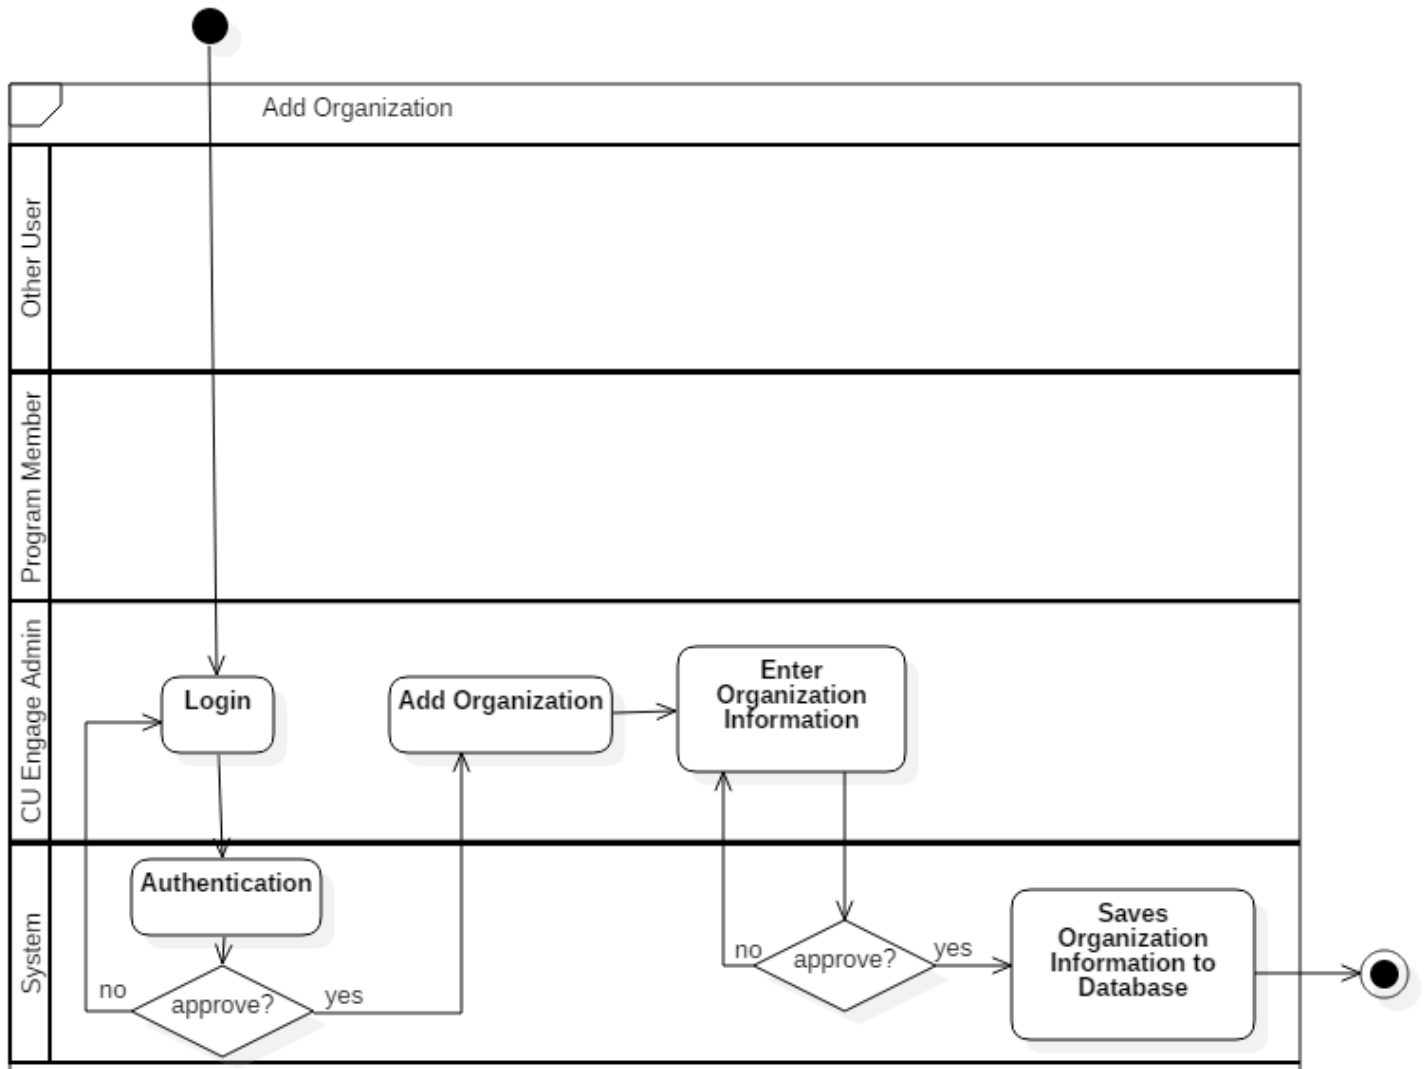 Add Organization
Other User
Program Member
CU Engage Admin
Login
Add Organization
Enter
Organization
Information
System
Authentication
approve?
no
yes
approve?
no
yes
Saves
Organization
Information to
Database